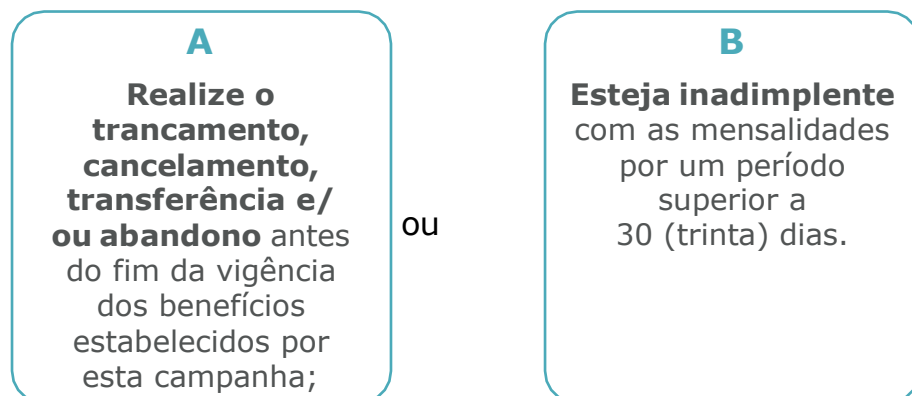 A
Realize o
trancamento,
cancelamento,
transferência e/
ou abandono antes
do fim da vigência
dos benefícios
estabelecidos por
esta campanha;
ou
B
Esteja inadimplente
com as mensalidades
por um período
superior a
30 (trinta) dias.